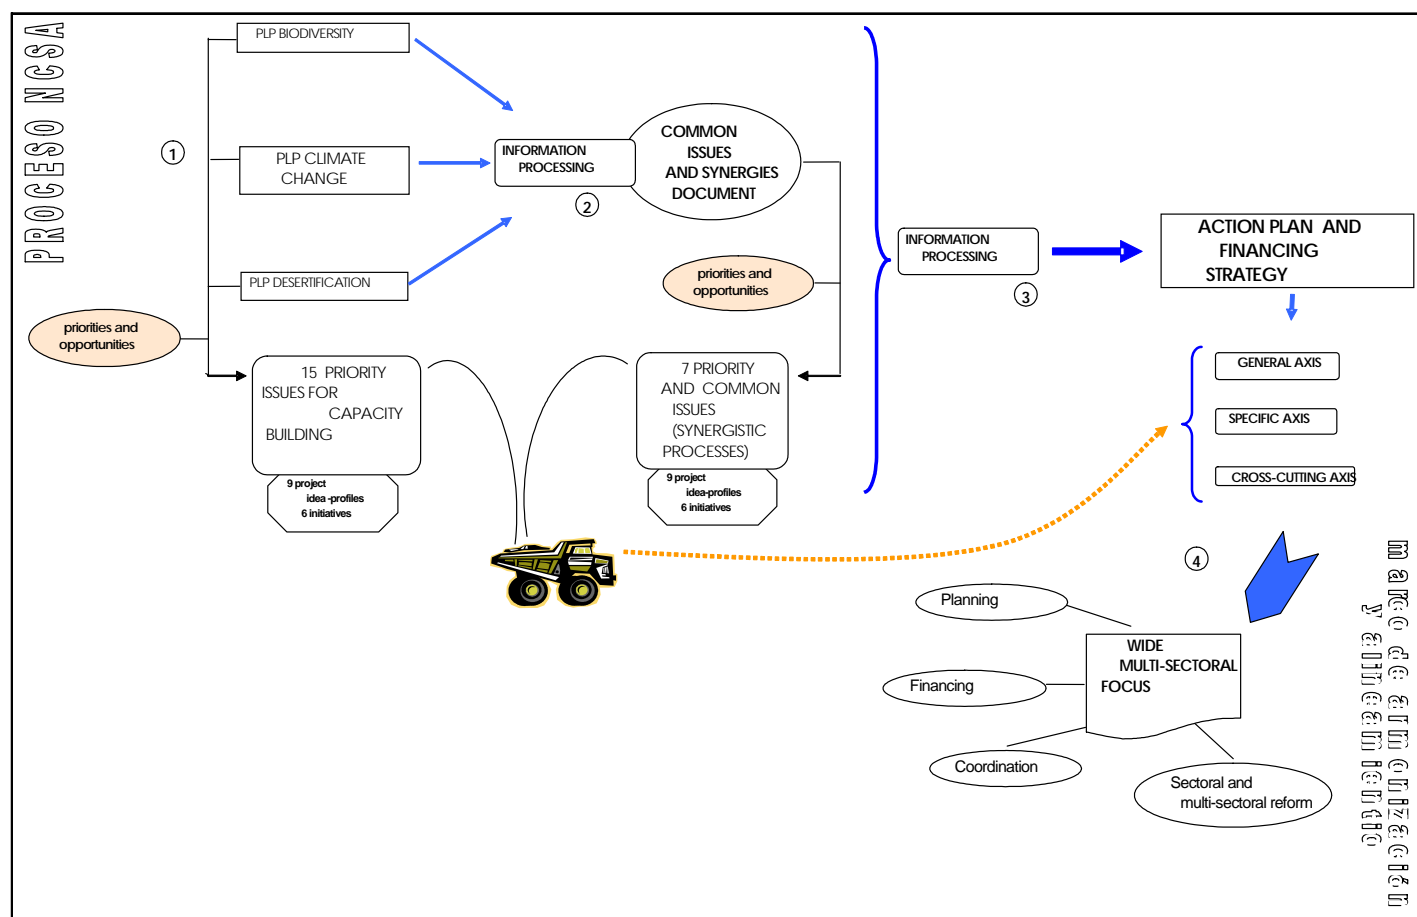 PROCESO NCSA
PLP BIODIVERSITY
1
PLP CLIMATE
CHANGE
PLP DESERTIFICATION
priorities and
opportunities
15 PRIORITY
ISSUES FOR
CAPACITY
BUILDING
9 project
idea -profiles
6 initiatives
INFORMATION
PROCESSING
2
COMMON
ISSUES
AND SYNERGIES
DOCUMENT
priorities and
opportunities
7 PRIORITY
AND COMMON
ISSUES
(SYNERGISTIC
PROCESSES)
9 project
idea-profiles
6 initiatives
INFORMATION
PROCESSING
3
ACTION PLAN AND
FINANCING
STRATEGY
GENERAL AXIS
SPECIFIC AXIS
CROSS-CUTTING AXIS
4
Planning
Financing
Coordination
WIDE
MULTI-SECTORAL
FOCUS
Sectoral and
multi-sectoral reform
marco de armonización
y alineamiento